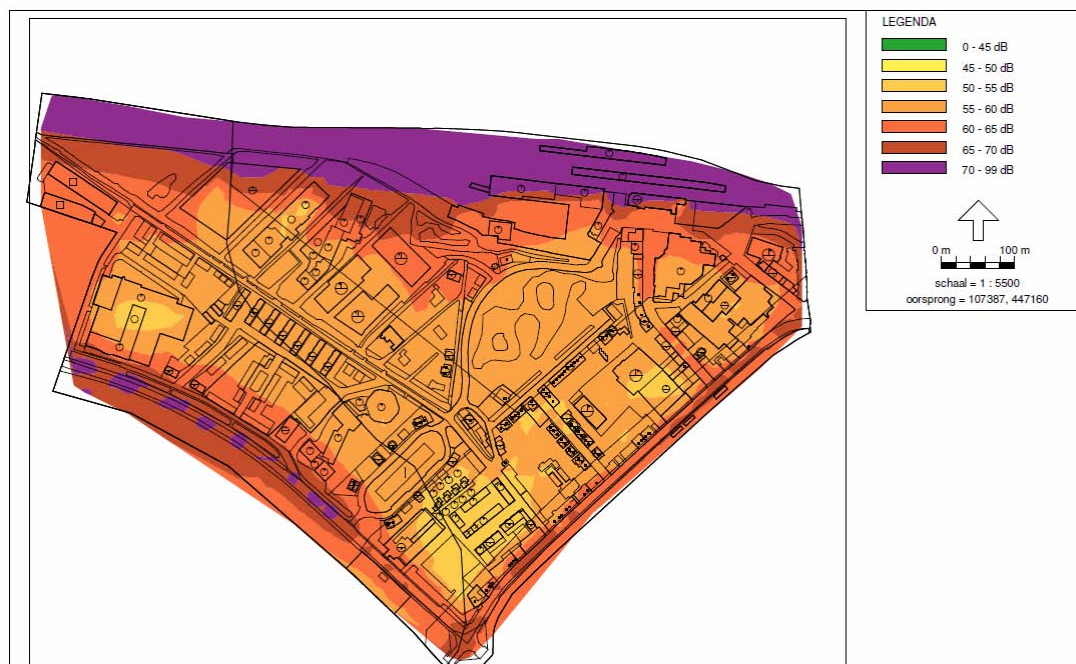 LEGENDA
0 - 45 dB
45 - 50 dB
50 - 55 dB
55 - 60 dB
60 - 65 dB
65 - 70 dB
70 - 99 dB
0 m 100 m
schaal = 1 : 5500
oorsprong = 107387, 447160